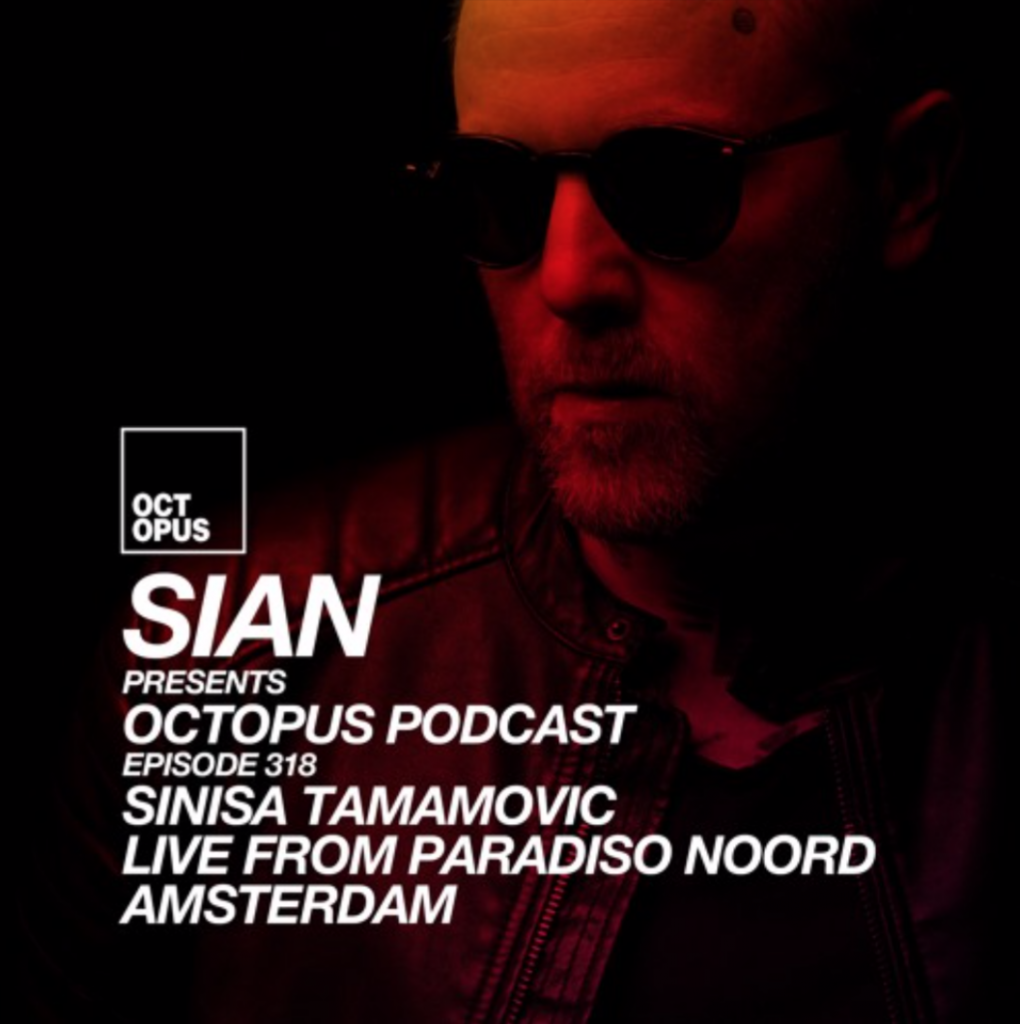 OCT
OPUS
SIAN
PRESENTS
OCTOPUS PODCAST
EPISODE 318
SINISA TAMAMOVIC
LIVE FROM PARADISO NOORD
AMSTERDAM